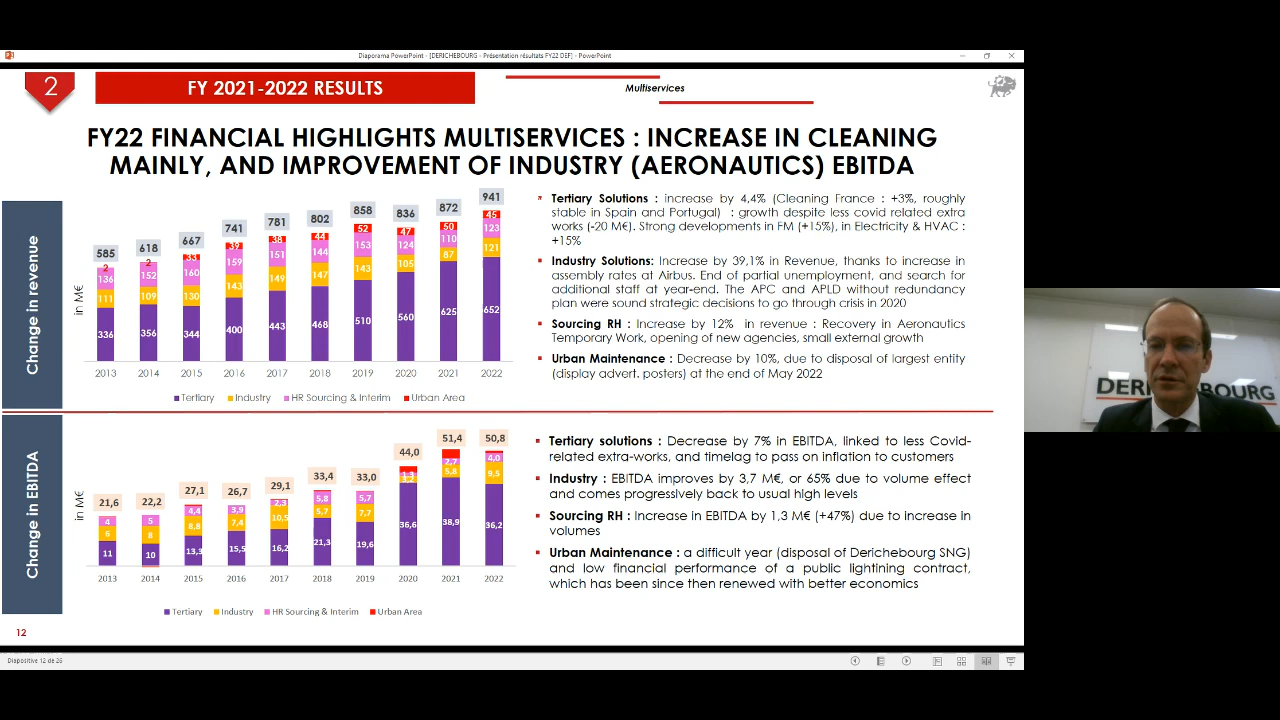 Diaporama PowerPoint - [DERICHEBOURG - Présentation résultats FY22 DEF] - PowerPoint
2
FY 2021-2022 RESULTS
Multiservices
FY22 FINANCIAL HIGHLIGHTS MULTISERVICES : INCREASE IN CLEANING
MAINLY, AND IMPROVEMENT OF INDUSTRY (AERONAUTICS) EBITDA
Change in revenue
in M€
585 618 667 741 781 802 858 836 872 941
2 2 33 39 38 44 52 47 50 45
136 152 160 159 151 144 153 124 110 123
111 109 130 143 149 147 143 105 87 121
336 356 344 400 443 468 510 560 625 652
2013 2014 2015 2016 2017 2018 2019 2020 2021 2022
Tertiary Industry HR Sourcing & Interim Urban Area
Tertiary Solutions : increase by 4,4% (Cleaning France : +3%, roughly
stable in Spain and Portugal) : growth despite less covid related extra
works (-20 M€). Strong developments in FM (+15%), in Electricity & HVAC :
+15%
Industry Solutions: Increase by 39,1% in Revenue, thanks to increase in
assembly rates at Airbus. End of partial unemployment, and search for
additional staff at year-end. The APC and APLD without redundancy
plan were sound strategic decisions to go through crisis in 2020
Sourcing RH : Increase by 12% in revenue : Recovery in Aeronautics
Temporary Work, opening of new agencies, small external growth
Urban Maintenance : Decrease by 10%, due to disposal of largest entity
(display advert. posters) at the end of May 2022
DERICHEBOURG
Change in EBITDA
in M€
21,6 22,2 27,1 26,7 29,1 33,4 33,0 44,0 51,4 50,8
4 5 4,4 3,9 2,3 5,8 5,7 1,3 2,7 4,0
6 8 8,8 7,4 10,5 5,7 7,7 3,2 5,8 9,5
11 10 13,3 15,5 16,2 21,3 19,6 36,6 38,9 36,2
2013 2014 2015 2016 2017 2018 2019 2020 2021 2022
Tertiary Industry HR Sourcing & Interim Urban Area
Tertiary solutions : Decrease by 7% in EBITDA, linked to less Covid-
related extra-works, and timelag to pass on inflation to customers
Industry : EBITDA improves by 3,7 M€, or 65% due to volume effect
and comes progressively back to usual high levels
Sourcing RH : Increase in EBITDA by 1,3 M€ (+47%) due to increase in
volumes
Urban Maintenance : a difficult year (disposal of Derichebourg SNG)
and low financial performance of a public lightining contract,
which has been since then renewed with better economics
12
Diapositive 12 de 26